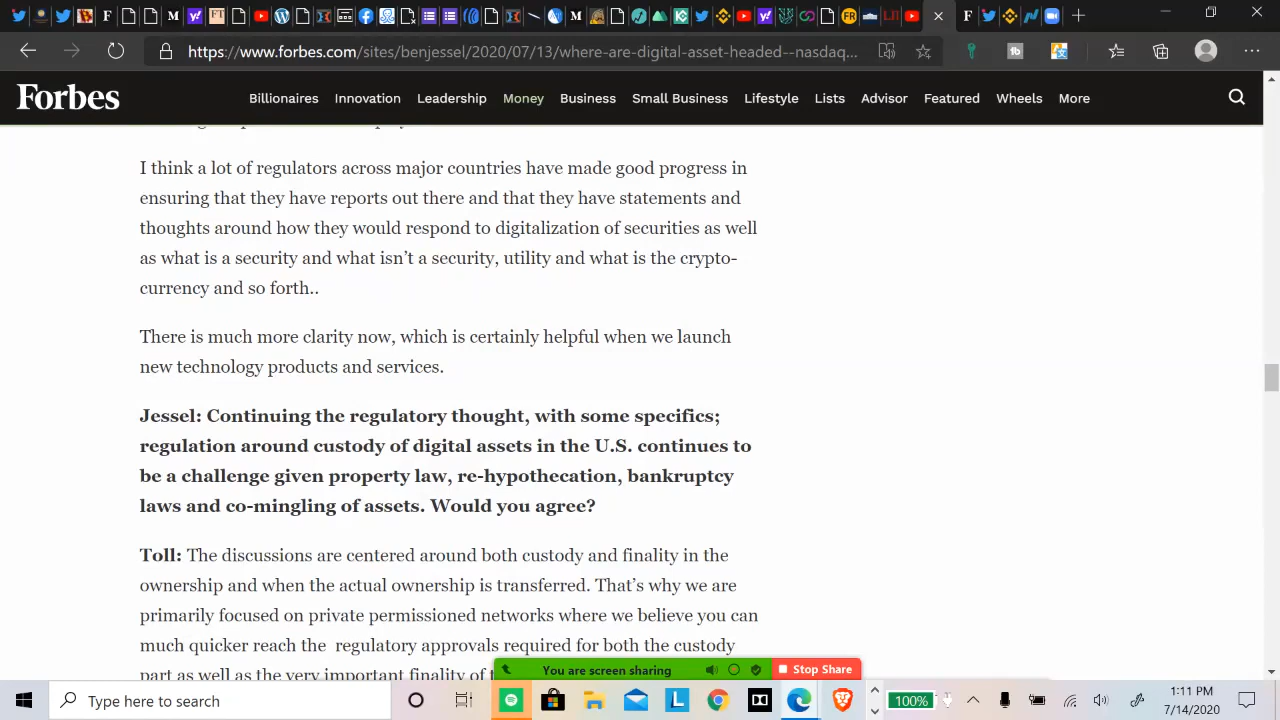 https://www.forbes.com/sites/benjessel/2020/07/13/where-are-digital-asset-headed--nasdaq...
Forbes
Billionaires Innovation Leadership Money Business Small Business Lifestyle Lists Advisor Featured Wheels More
I think a lot of regulators across major countries have made good progress in
ensuring that they have reports out there and that they have statements and
thoughts around how they would respond to digitalization of securities as well
as what is a security and what isn't a security, utility and what is the crypto-
currency and so forth..
There is much more clarity now, which is certainly helpful when we launch
new technology products and services.
Jessel: Continuing the regulatory thought, with some specifics;
regulation around custody of digital assets in the U.S. continues to
be a challenge given property law, re-hypothecation, bankruptcy
laws and co-mingling of assets. Would you agree?
Toll: The discussions are centered around both custody and finality in the
ownership and when the actual ownership is transferred. That's why we are
primarily focused on private permissioned networks where we believe you can
much quicker reach the regulatory approvals required for both the custody
part as well as the very important finality of
You are screen sharing Stop Share
Type here to search
100%
1:11 PM
7/14/2020